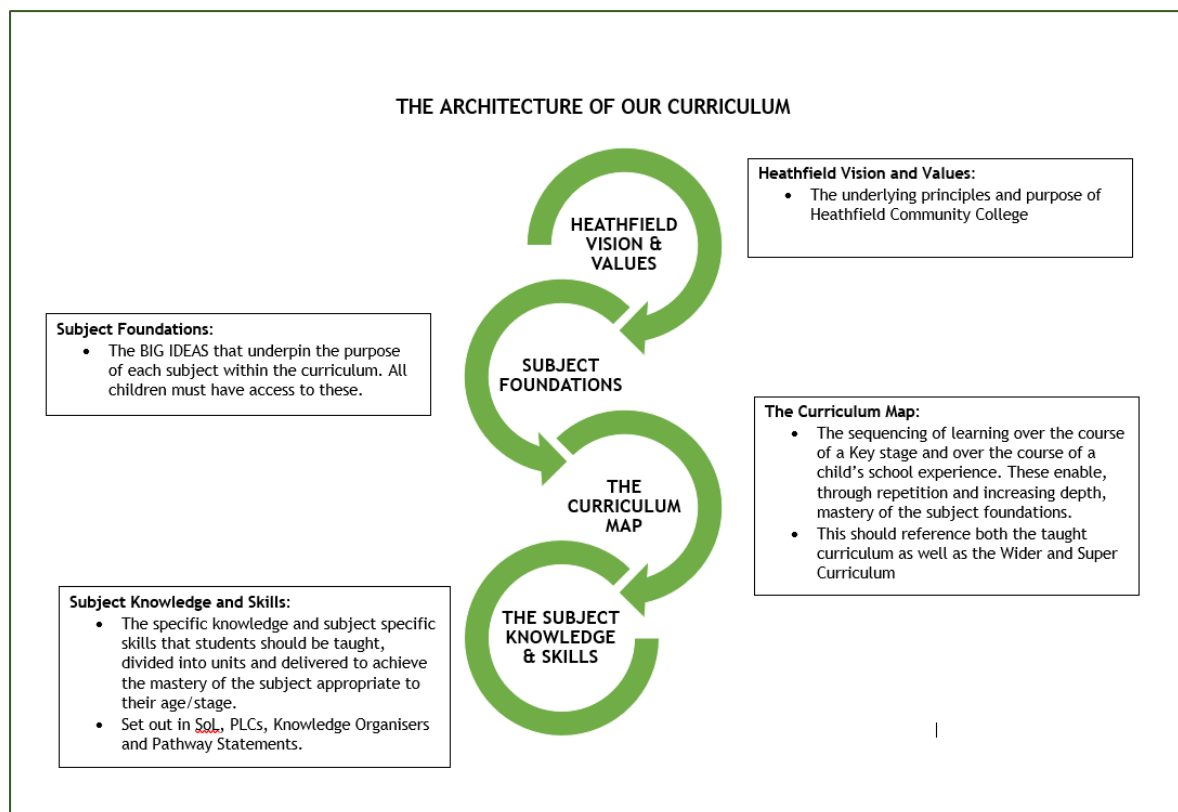 THE ARCHITECTURE OF OUR CURRICULUM
HEATHFIELD
VISION &
VALUES
Heathfield Vision and Values:
• The underlying principles and purpose of
Heathfield Community College
Subject Foundations:
• The BIG IDEAS that underpin the purpose
of each subject within the curriculum. All
children must have access to these.
SUBJECT
FOUNDATIONS
THE
CURRICULUM
MAP
The Curriculum Map:
• The sequencing of learning over the course
of a Key stage and over the course of a
child’s school experience. These enable,
through repetition and increasing depth,
mastery of the subject foundations.
• This should reference both the taught
curriculum as well as the Wider and Super
Curriculum
Subject Knowledge and Skills:
• The specific knowledge and subject specific
skills that students should be taught,
divided into units and delivered to achieve
the mastery of the subject appropriate to
their age/stage.
• Set out in SoL, PLCs, Knowledge Organisers
and Pathway Statements.
THE SUBJECT
KNOWLEDGE
& SKILLS